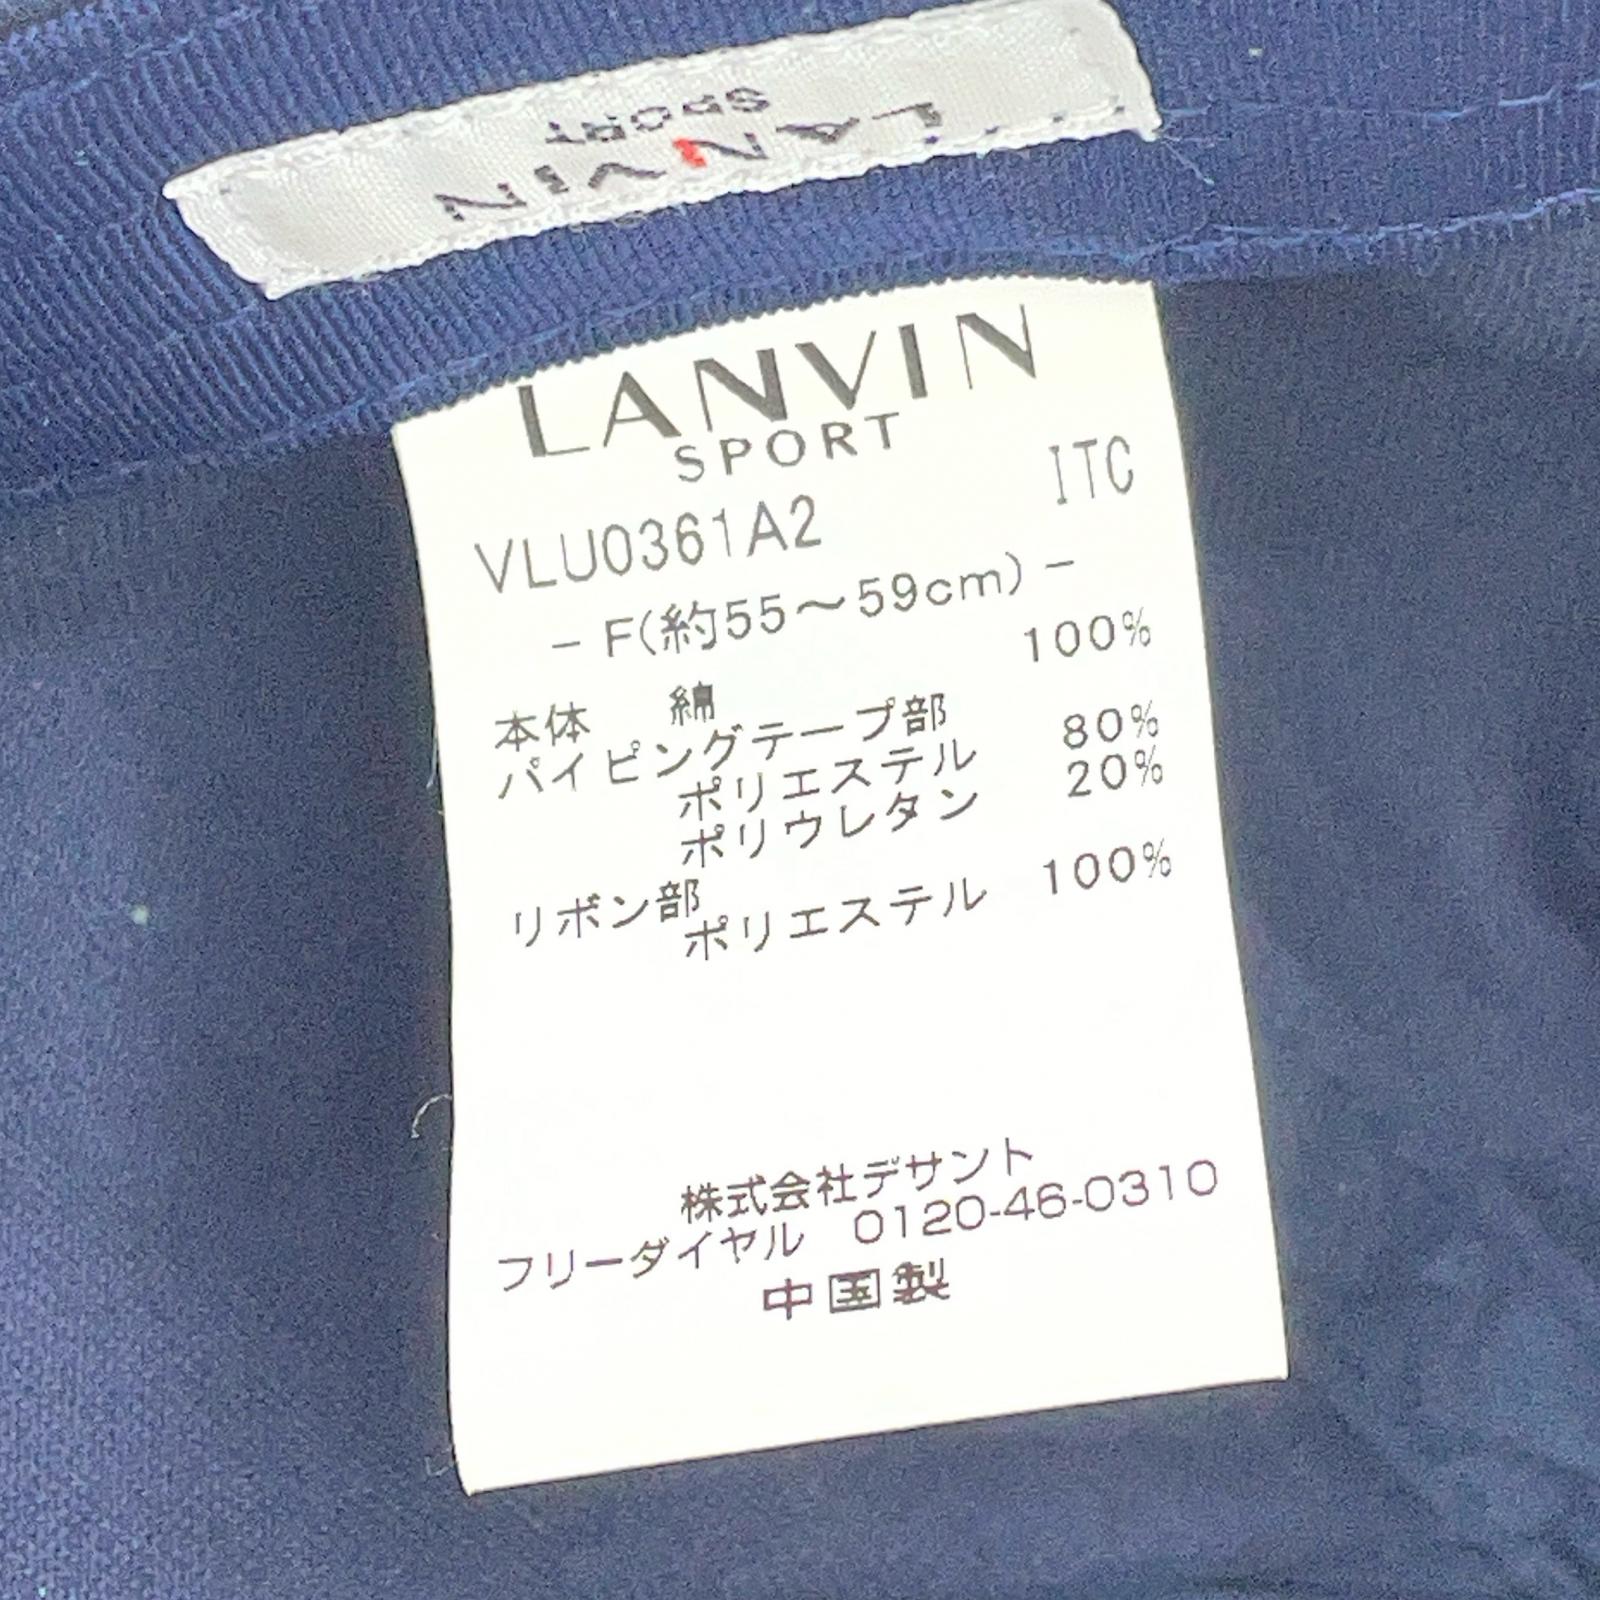 LANVIN
SPORT
LANVIN
SPORT
VLU0361A2 ITC
- F(約55～59cm) -
本体 綿 100%
パイピングテープ部
ポリエステル 80%
ポリウレタン 20%
リボン部
ポリエステル 100%
株式会社デサント
フリーダイヤル 0120-46-0310
中国製